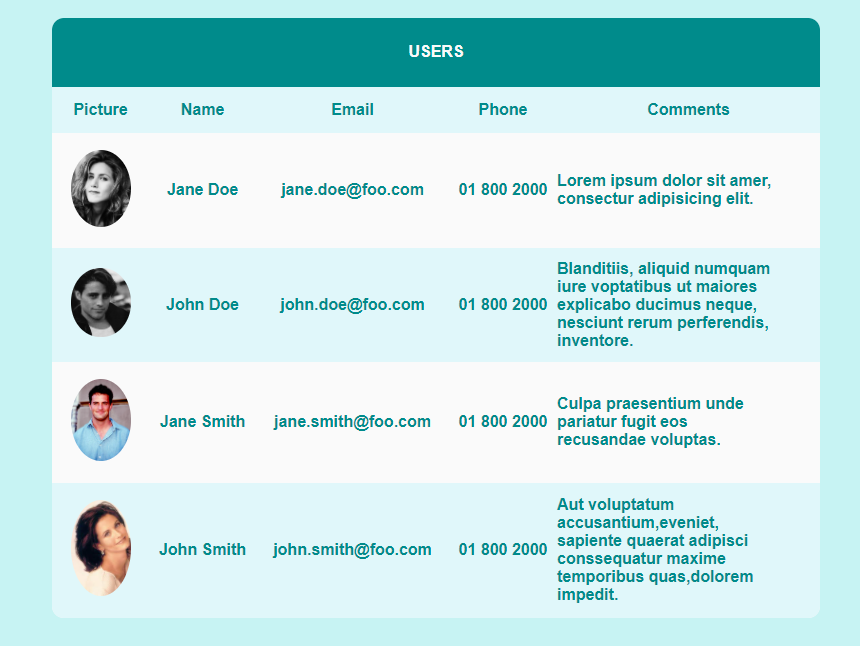 USERS
Picture Name Email Phone Comments
Jane Doe jane.doe@foo.com 01 800 2000 Lorem ipsum dolor sit amer,
consectur adipisicing elit.
John Doe john.doe@foo.com 01 800 2000 Blanditiis, aliquid numquam
iure voptatibus ut maiores
explicabo ducimus neque,
nesciunt rerum perferendis,
inventore.
Jane Smith jane.smith@foo.com 01 800 2000 Culpa praesentium unde
pariatur fugit eos
recusandae voluptas.
John Smith john.smith@foo.com 01 800 2000 Aut voluptatum
accusantium,eveniet,
sapiente quaerat adipisci
conssequatur maxime
temporibus quas,dolorem
impedit.